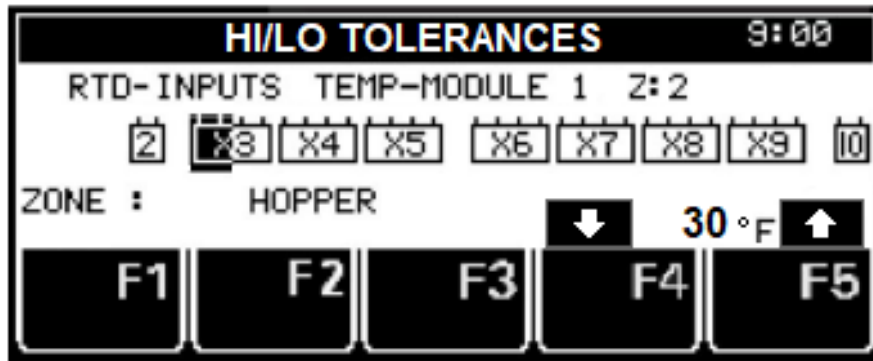 HI/LO TOLERANCES 9:00
RTD-INPUTS TEMP-MODULE 1 Z:2
2 X3 X4 X5 X6 X7 X8 X9 10
ZONE : HOPPER
30 °F
F1 F2 F3 F4 F5